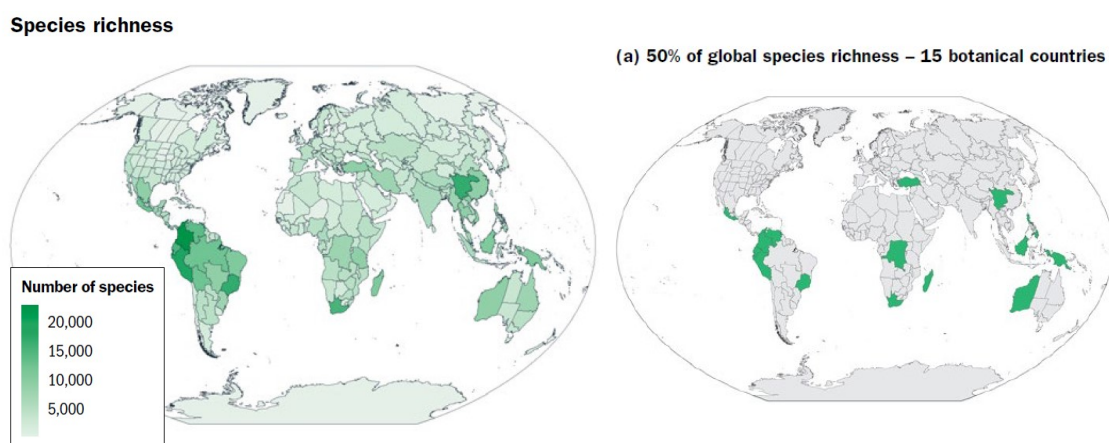 Species richness
(a) 50% of global species richness – 15 botanical countries
Number of species
20,000
15,000
10,000
5,000